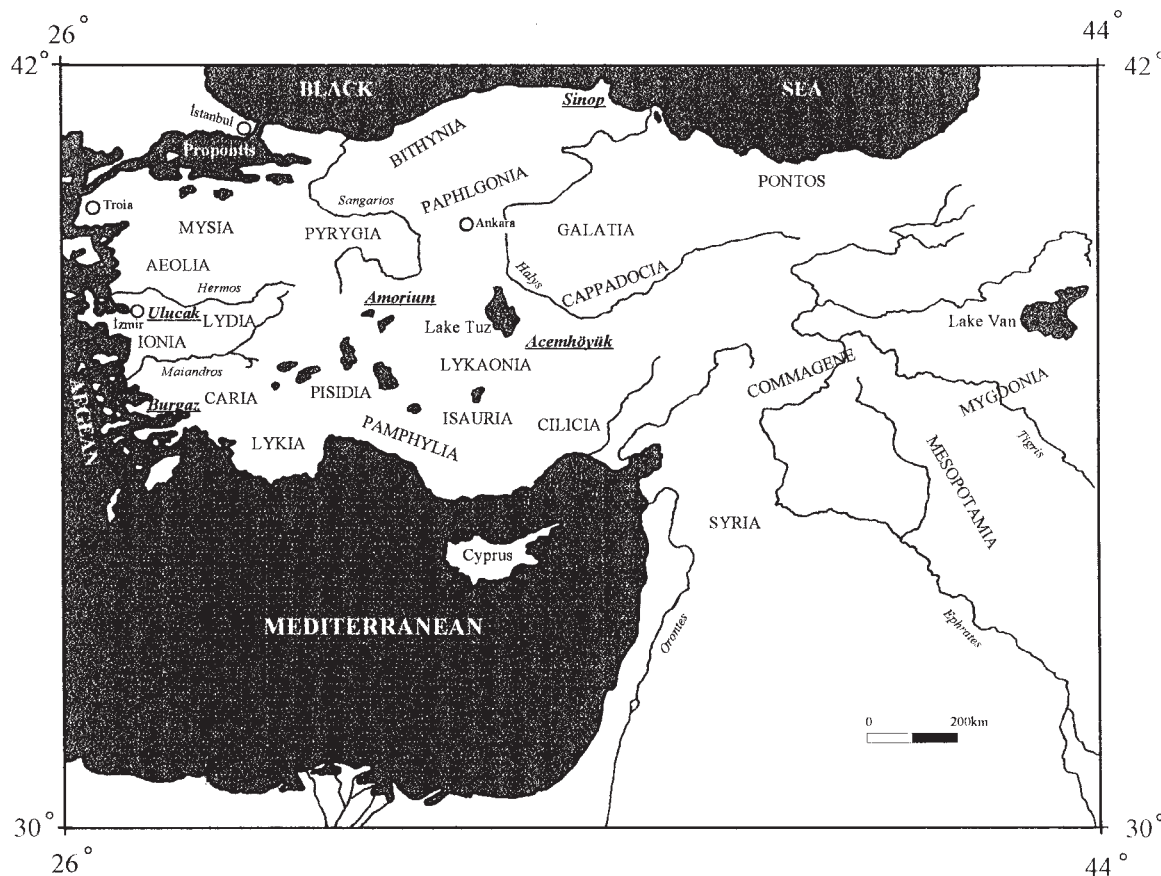 26°
44°
42°
42°
BLACK
SEA
Sinop
İstanbul
BITHYNIA
Propontis
PAPHLGONIA
PONTOS
Sangarios
Troia
Ankara
MYSIA
PYRYGIA
GALATIA
AEOLIA
Halys
CAPPADOCIA
Hermos
Amorium
İzmir
Ulucak
LYDIA
Lake Tuz
Lake Van
IONIA
Acemhöyük
Maiandros
LYKAONIA
COMMAGENE
MYGDONIA
AEGEAN
Burgaz
CARIA
PISIDIA
ISAURIA
CILICIA
LYKIA
PAMPHYLIA
Tigris
MESOPOTAMIA
SYRIA
Cyprus
MEDITERRANEAN
Orontes
Ephrates
0
200km
30°
30°
26°
44°